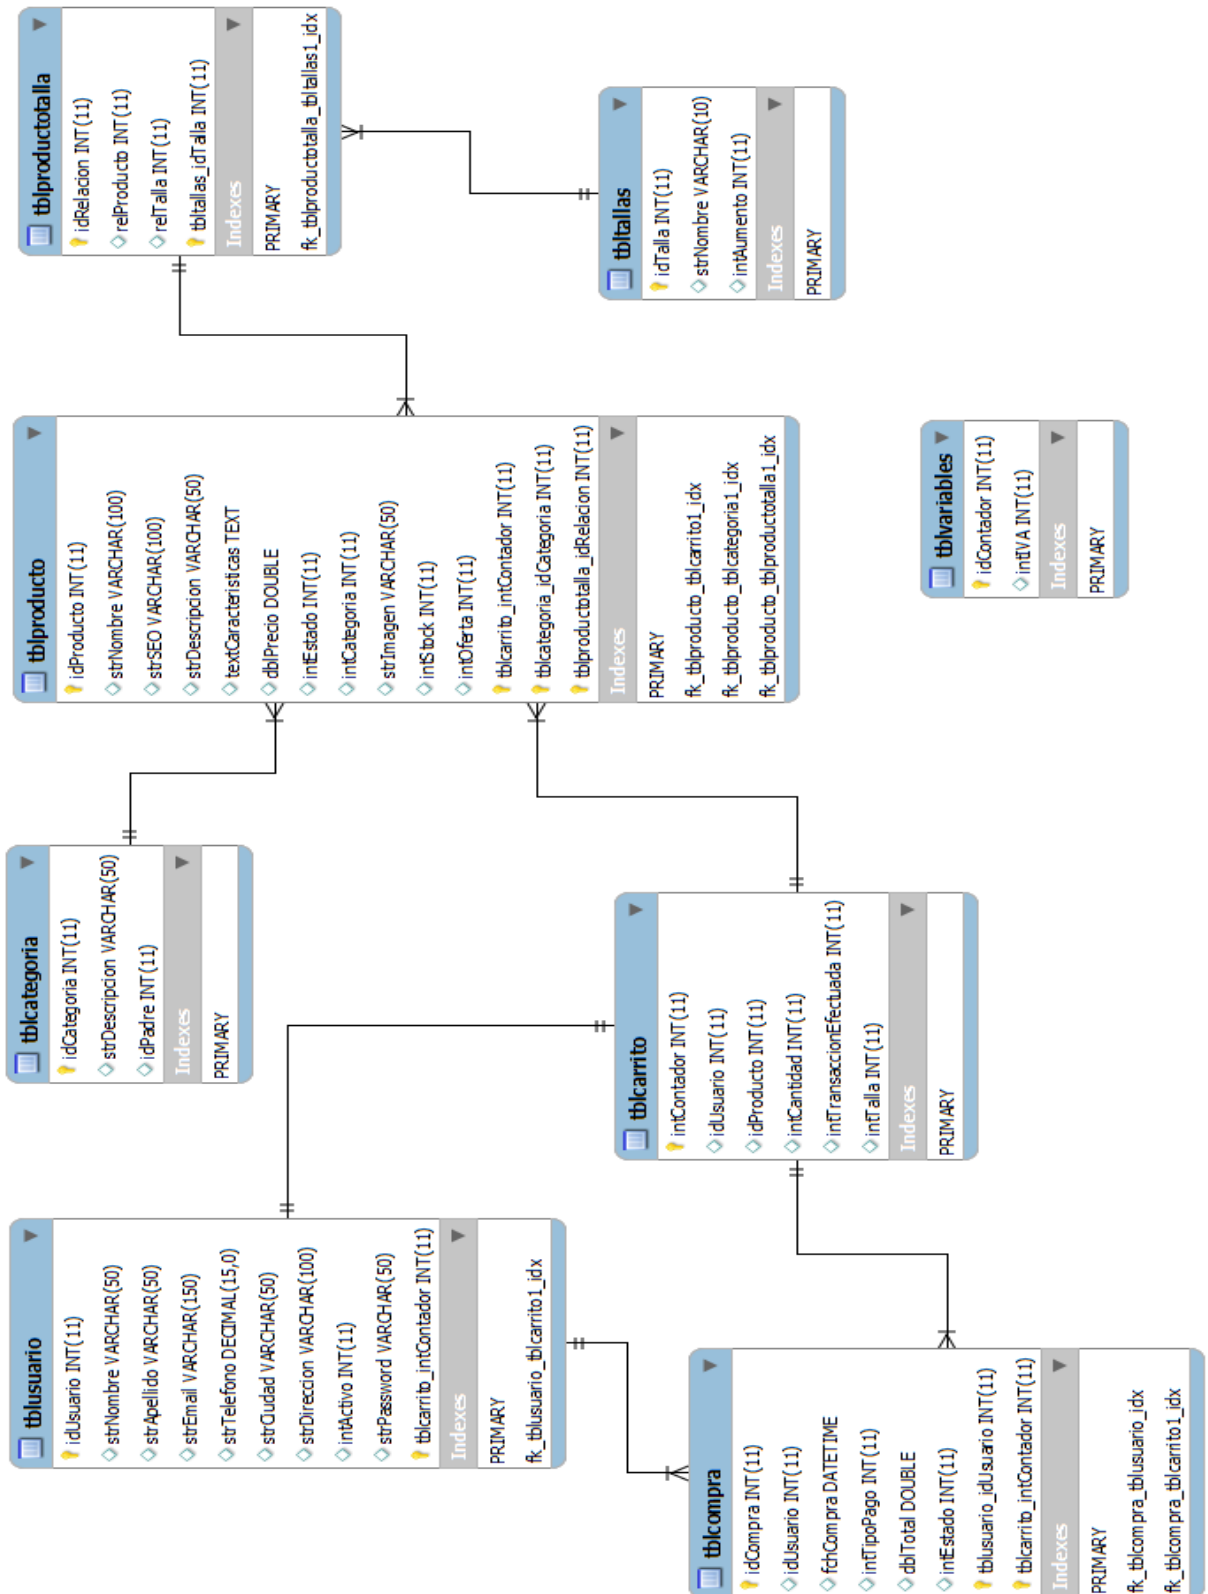 tblusuario
idUsuario INT(11)
strNombre VARCHAR(50)
strApellido VARCHAR(50)
strEmail VARCHAR(150)
strTelefono DECIMAL(15,0)
strCiudad VARCHAR(50)
strDireccion VARCHAR(100)
intActivo INT(11)
strPassword VARCHAR(50)
tblcarrito_intContador INT(11)
Indexes
PRIMARY
fk_tblusuario_tblcarrito1_idx
tblcategoria
idCategoria INT(11)
strDescripcion VARCHAR(50)
idPadre INT(11)
Indexes
PRIMARY
tblproducto
idProducto INT(11)
strNombre VARCHAR(100)
strSEO VARCHAR(100)
strDescripcion VARCHAR(50)
textCaracteristicas TEXT
dblPrecio DOUBLE
intEstado INT(11)
intCategoria INT(11)
strImagen VARCHAR(50)
intStock INT(11)
intOferta INT(11)
tblcarrito_intContador INT(11)
tblcategoria_idCategoria INT(11)
tblproductotalla_idRelacion INT(11)
Indexes
PRIMARY
fk_tblproducto_tblcarrito1_idx
fk_tblproducto_tblcategoria1_idx
fk_tblproducto_tblproductotalla1_idx
tblproductotalla
idRelacion INT(11)
relProducto INT(11)
relTalla INT(11)
tbltallas_idTalla INT(11)
Indexes
PRIMARY
fk_tblproductotalla_tbltallas1_idx
tblcompra
idCompra INT(11)
idUsuario INT(11)
fchCompra DATETIME
intTipoPago INT(11)
dblTotal DOUBLE
intEstado INT(11)
tblusuario_idUsuario INT(11)
tblcarrito_intContador INT(11)
Indexes
PRIMARY
fk_tblcompra_tblusuario_idx
fk_tblcompra_tblcarrito1_idx
tblcarrito
intContador INT(11)
idUsuario INT(11)
idProducto INT(11)
intCantidad INT(11)
intTransaccionEfectuada INT(11)
intTalla INT(11)
Indexes
PRIMARY
tblvariables
idContador INT(11)
intIVA INT(11)
Indexes
PRIMARY
tbltallas
idTalla INT(11)
strNombre VARCHAR(10)
intAumento INT(11)
Indexes
PRIMARY